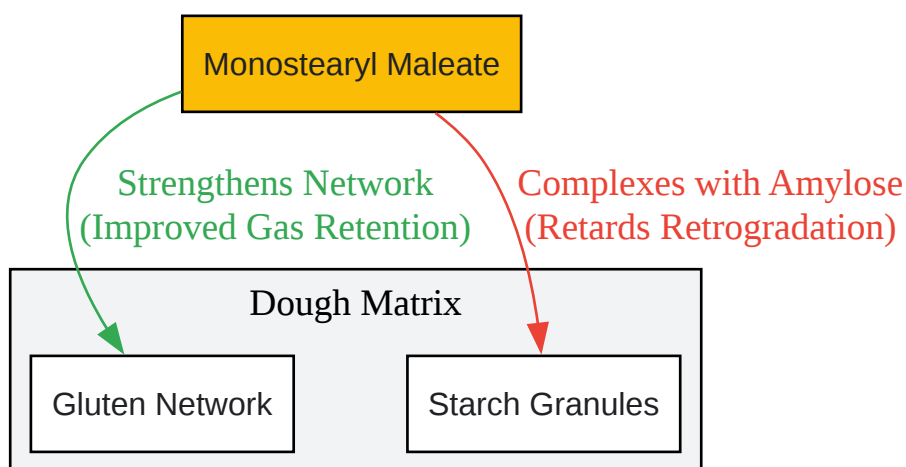 Monostearyl Maleate
Strengthens Network
(Improved Gas Retention)
Complexes with Amylose
(Retards Retrogradation)
Dough Matrix
Gluten Network
Starch Granules